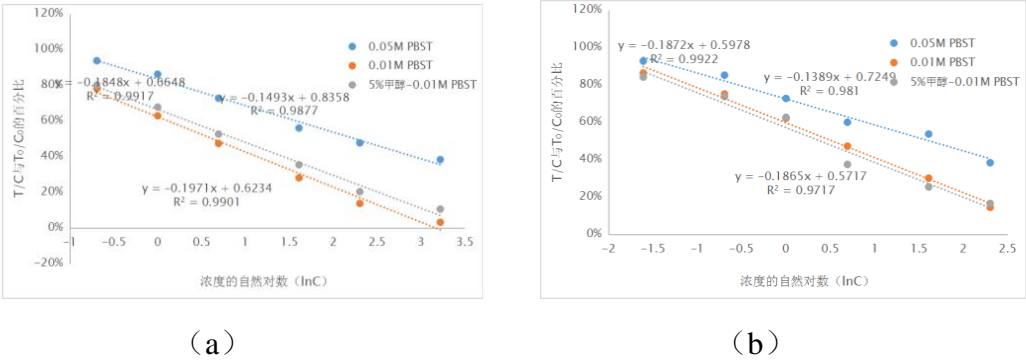 120%
100%
80%
60%
40%
20%
0%
-20%
-1
-0.5
0
0.5
1
1.5
2
2.5
3
3.5
T/C与T₀/C₀的百分比
浓度的自然对数（lnC）
0.05M PBST
0.01M PBST
5%甲醇-0.01M PBST
y = -0.1848x + 0.6648
R² = 0.9917
y = -0.1493x + 0.8358
R² = 0.9877
y = -0.1971x + 0.6234
R² = 0.9901
(a)
120%
100%
80%
60%
40%
20%
0%
-2
-1.5
-1
-0.5
0
0.5
1
1.5
2
2.5
T/C与T₀/C₀的百分比
浓度的自然对数（lnC）
0.05M PBST
0.01M PBST
5%甲醇-0.01M PBST
y = -0.1872x + 0.5978
R² = 0.9922
y = -0.1389x + 0.7249
R² = 0.981
y = -0.1865x + 0.5717
R² = 0.9717
(b)